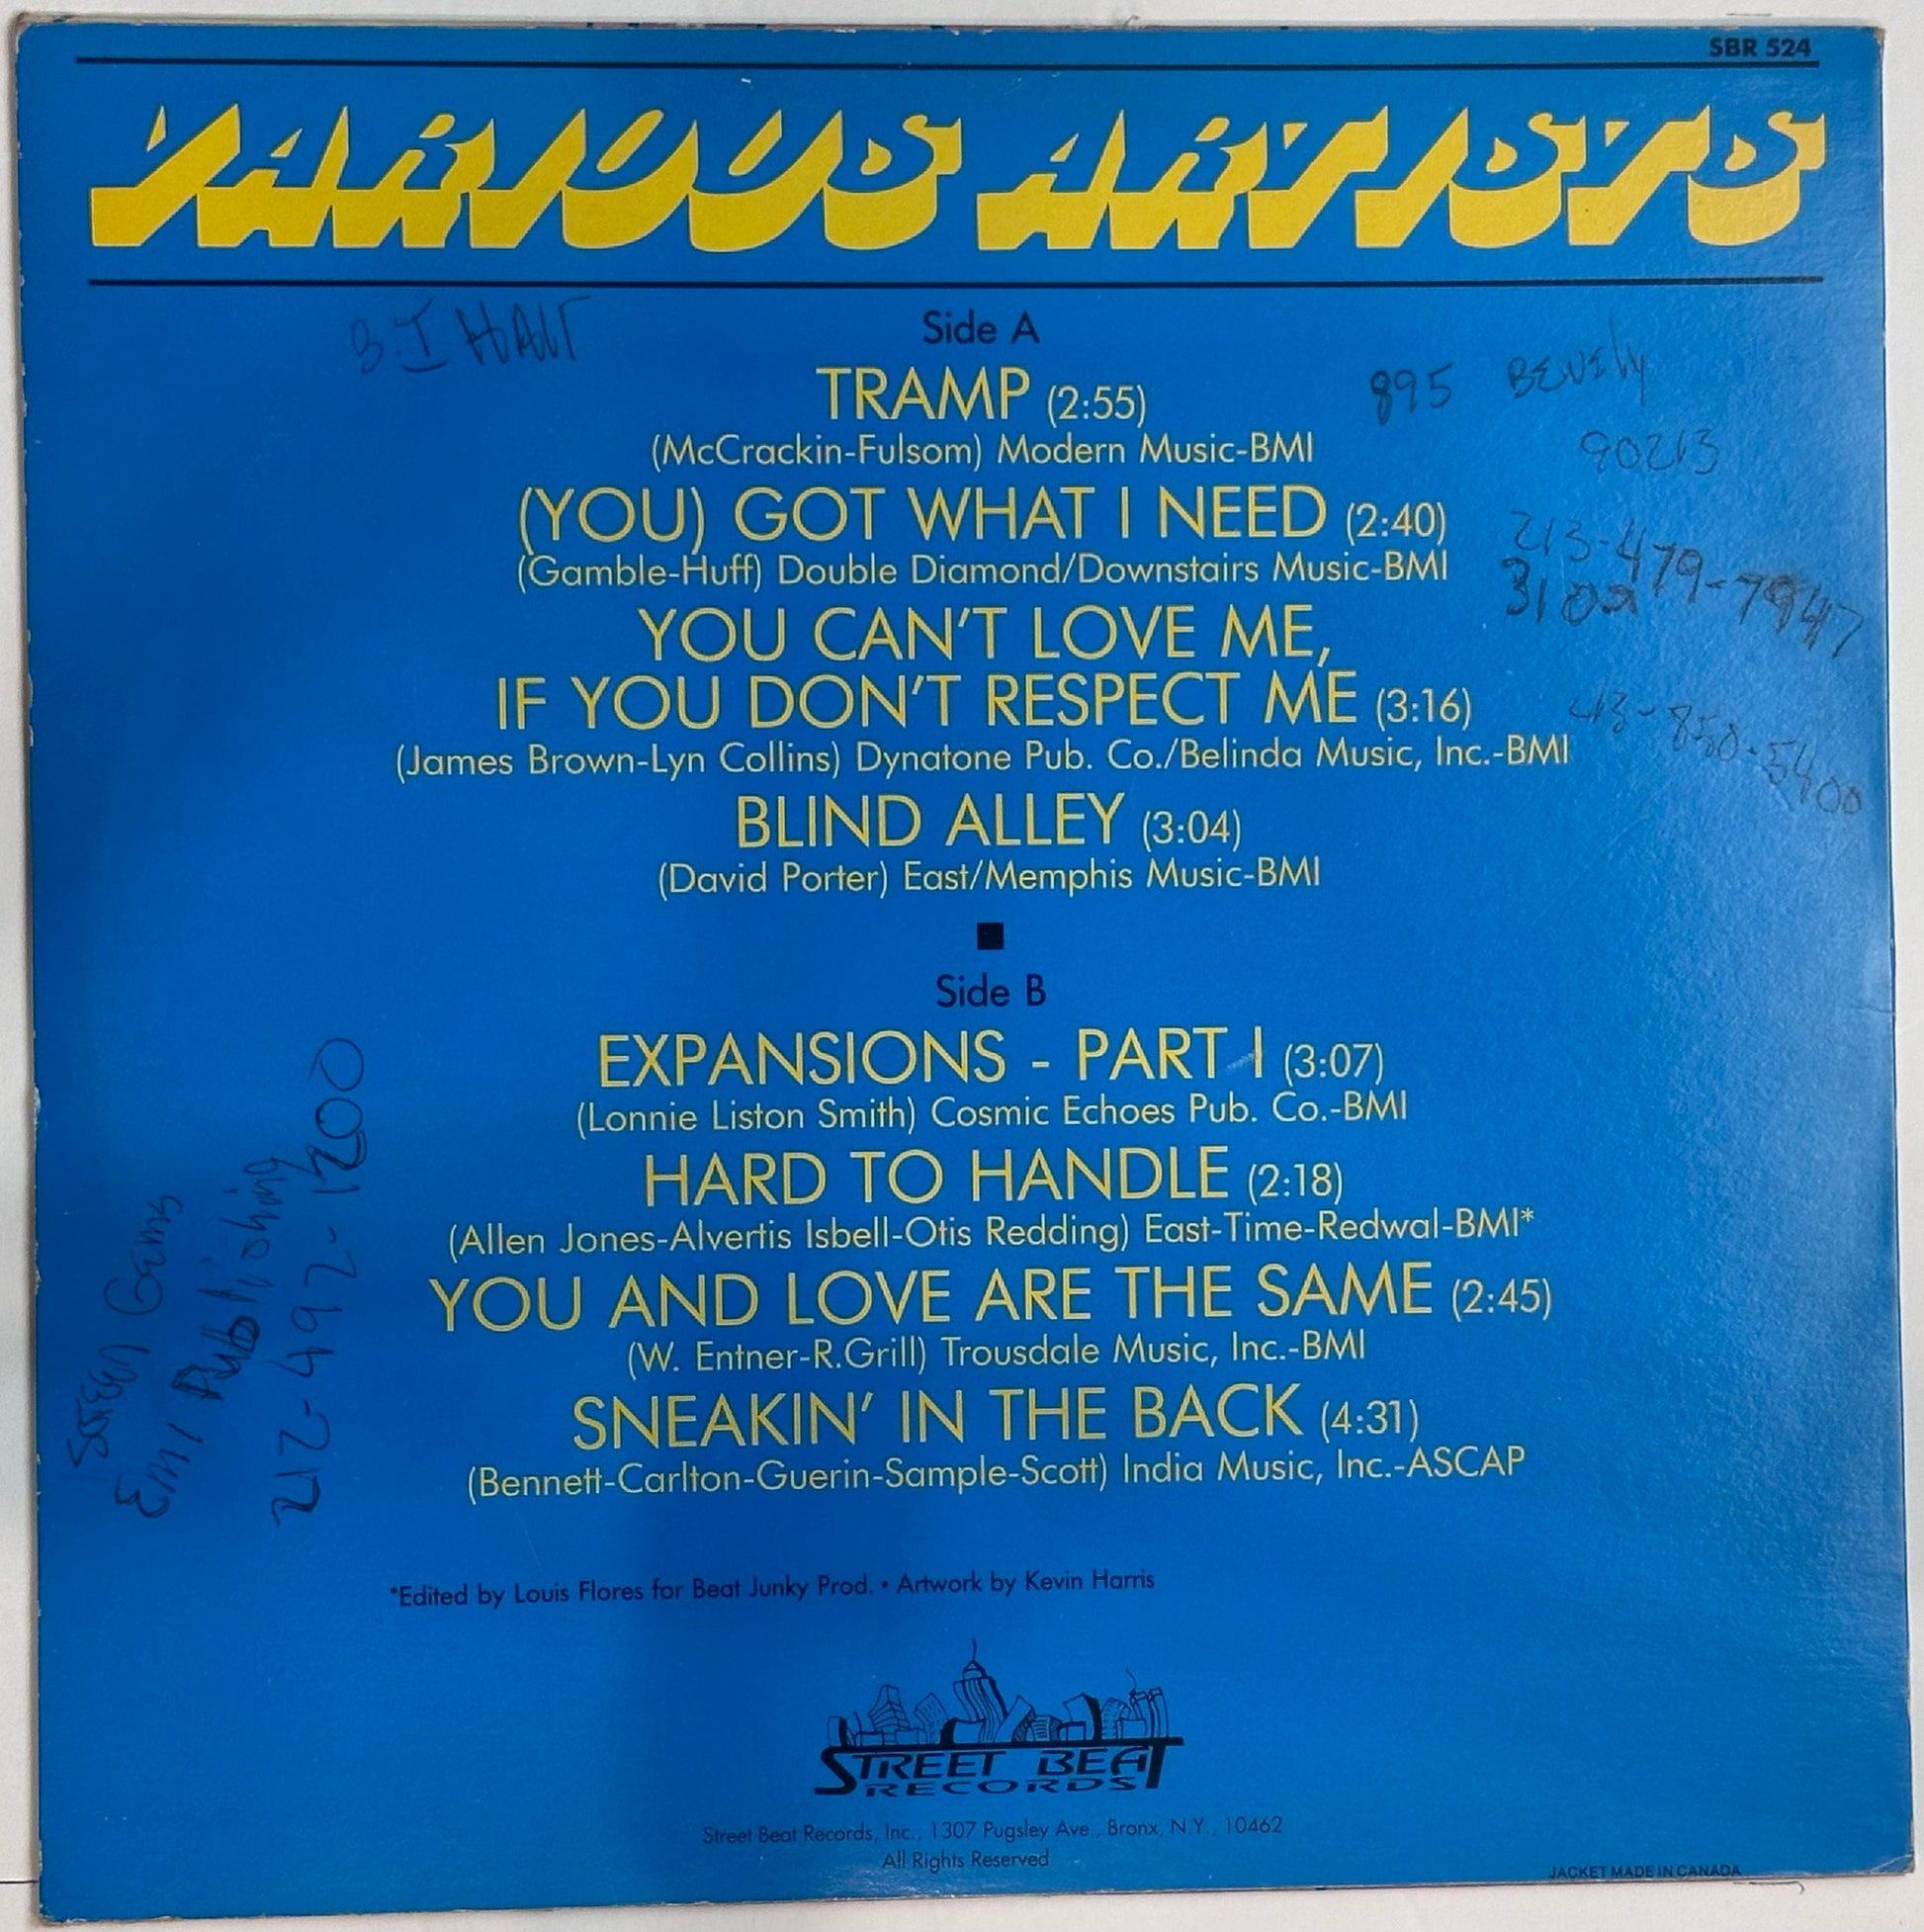 SBR 524
VARIOUS ARTISTS
Side A
TRAMP (2:55)
(McCrackin-Fulsom) Modern Music-BMI
895 BEVEly
90213
(YOU) GOT WHAT I NEED (2:40)
(Gamble-Huff) Double Diamond/Downstairs Music-BMI
213-479-7947
YOU CAN'T LOVE ME,
IF YOU DON'T RESPECT ME (3:16)
(James Brown-Lyn Collins) Dynatone Pub. Co./Belinda Music, Inc.-BMI
BLIND ALLEY (3:04)
(David Porter) East/Memphis Music-BMI
Side B
EXPANSIONS - PART I (3:07)
(Lonnie Liston Smith) Cosmic Echoes Pub. Co.-BMI
HARD TO HANDLE (2:18)
(Allen Jones-Alvertis Isbell-Otis Redding) East-Time-Redwal-BMI*
YOU AND LOVE ARE THE SAME (2:45)
(W. Entner-R.Grill) Trousdale Music, Inc.-BMI
SNEAKIN' IN THE BACK (4:31)
(Bennett-Carlton-Guerin-Sample-Scott) India Music, Inc.-ASCAP
Gems
EMI Publishing
212-492-1200
*Edited by Louis Flores for Beat Junky Prod. • Artwork by Kevin Harris
STREET BEAT
RECORDS
Street Beat Records, Inc., 1307 Pugsley Ave., Bronx, N.Y., 10462
All Rights Reserved
JACKET MADE IN CANADA